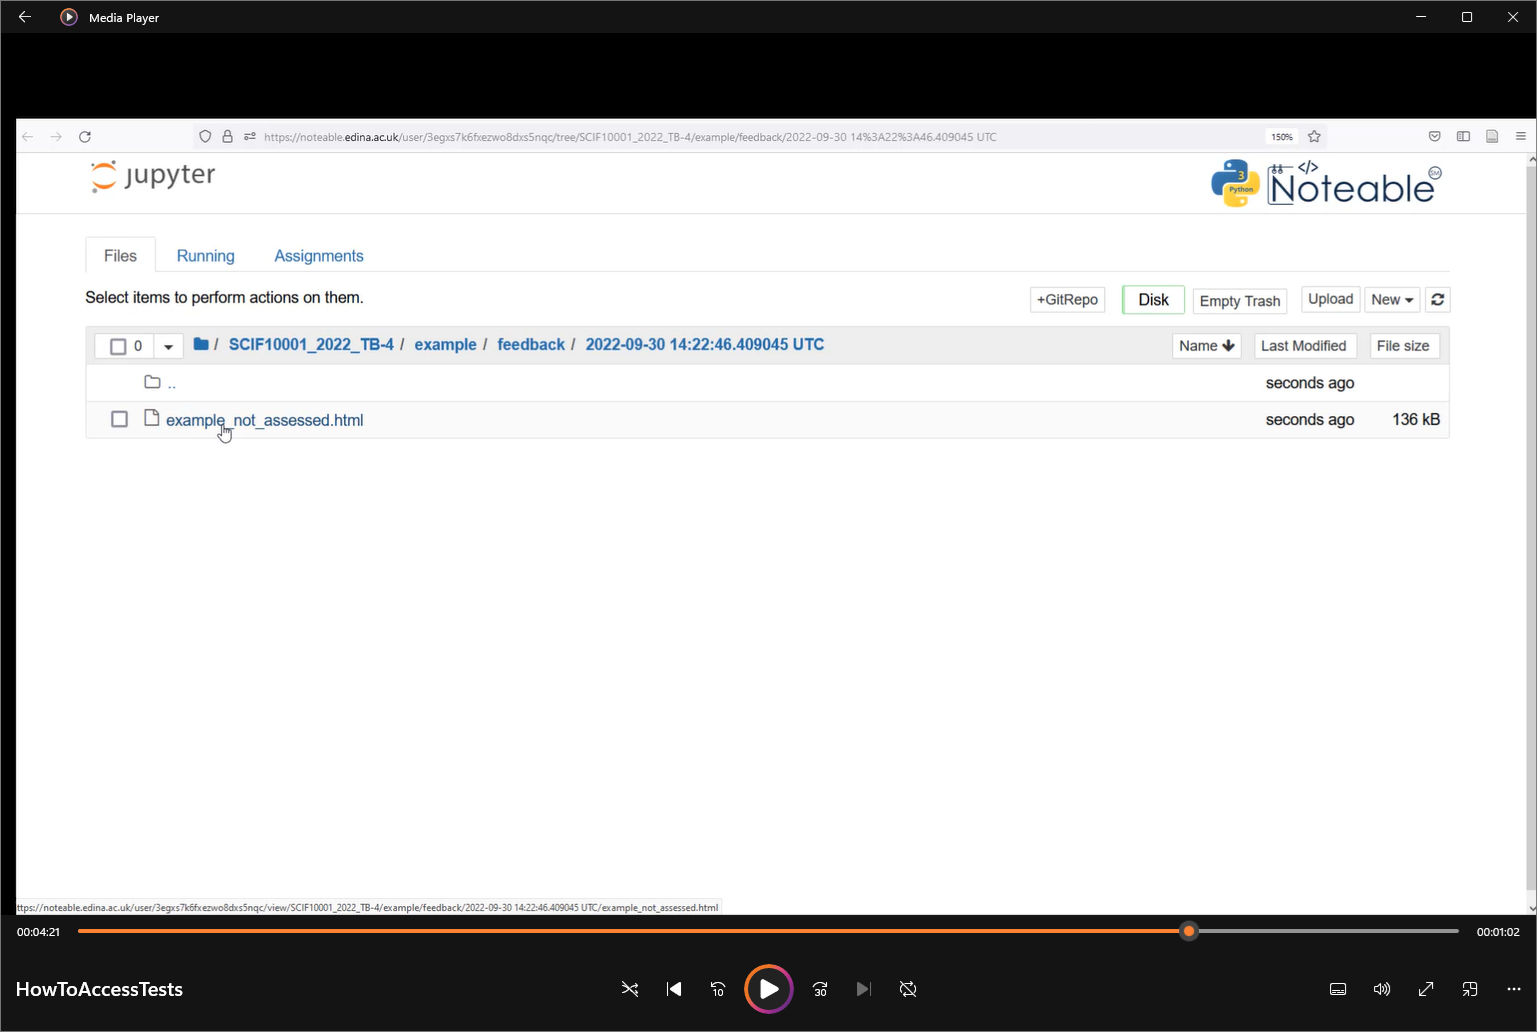 Media Player
https://noteable.edina.ac.uk/user/3egxs7k6fxezwo8dxs5nqc/tree/SCIF10001_2022_TB-4/example/feedback/2022-09-30 14%3A22%3A46.409045 UTC
150%
jupyter
3
Python
</>
Noteable
SM
Files
Running
Assignments
Select items to perform actions on them.
+GitRepo
Disk
Empty Trash
Upload
New
0
/ SCIF10001_2022_TB-4 / example / feedback / 2022-09-30 14:22:46.409045 UTC
Name
Last Modified
File size
..
seconds ago
example_not_assessed.html
seconds ago
136 kB
ttps://noteable.edina.ac.uk/user/3egxs7k6fxezwo8dxs5nqc/view/SCIF10001_2022_TB-4/example/feedback/2022-09-30 14:22:46.409045 UTC/example_not_assessed.html
00:04:21
00:01:02
HowToAccessTests
10
30